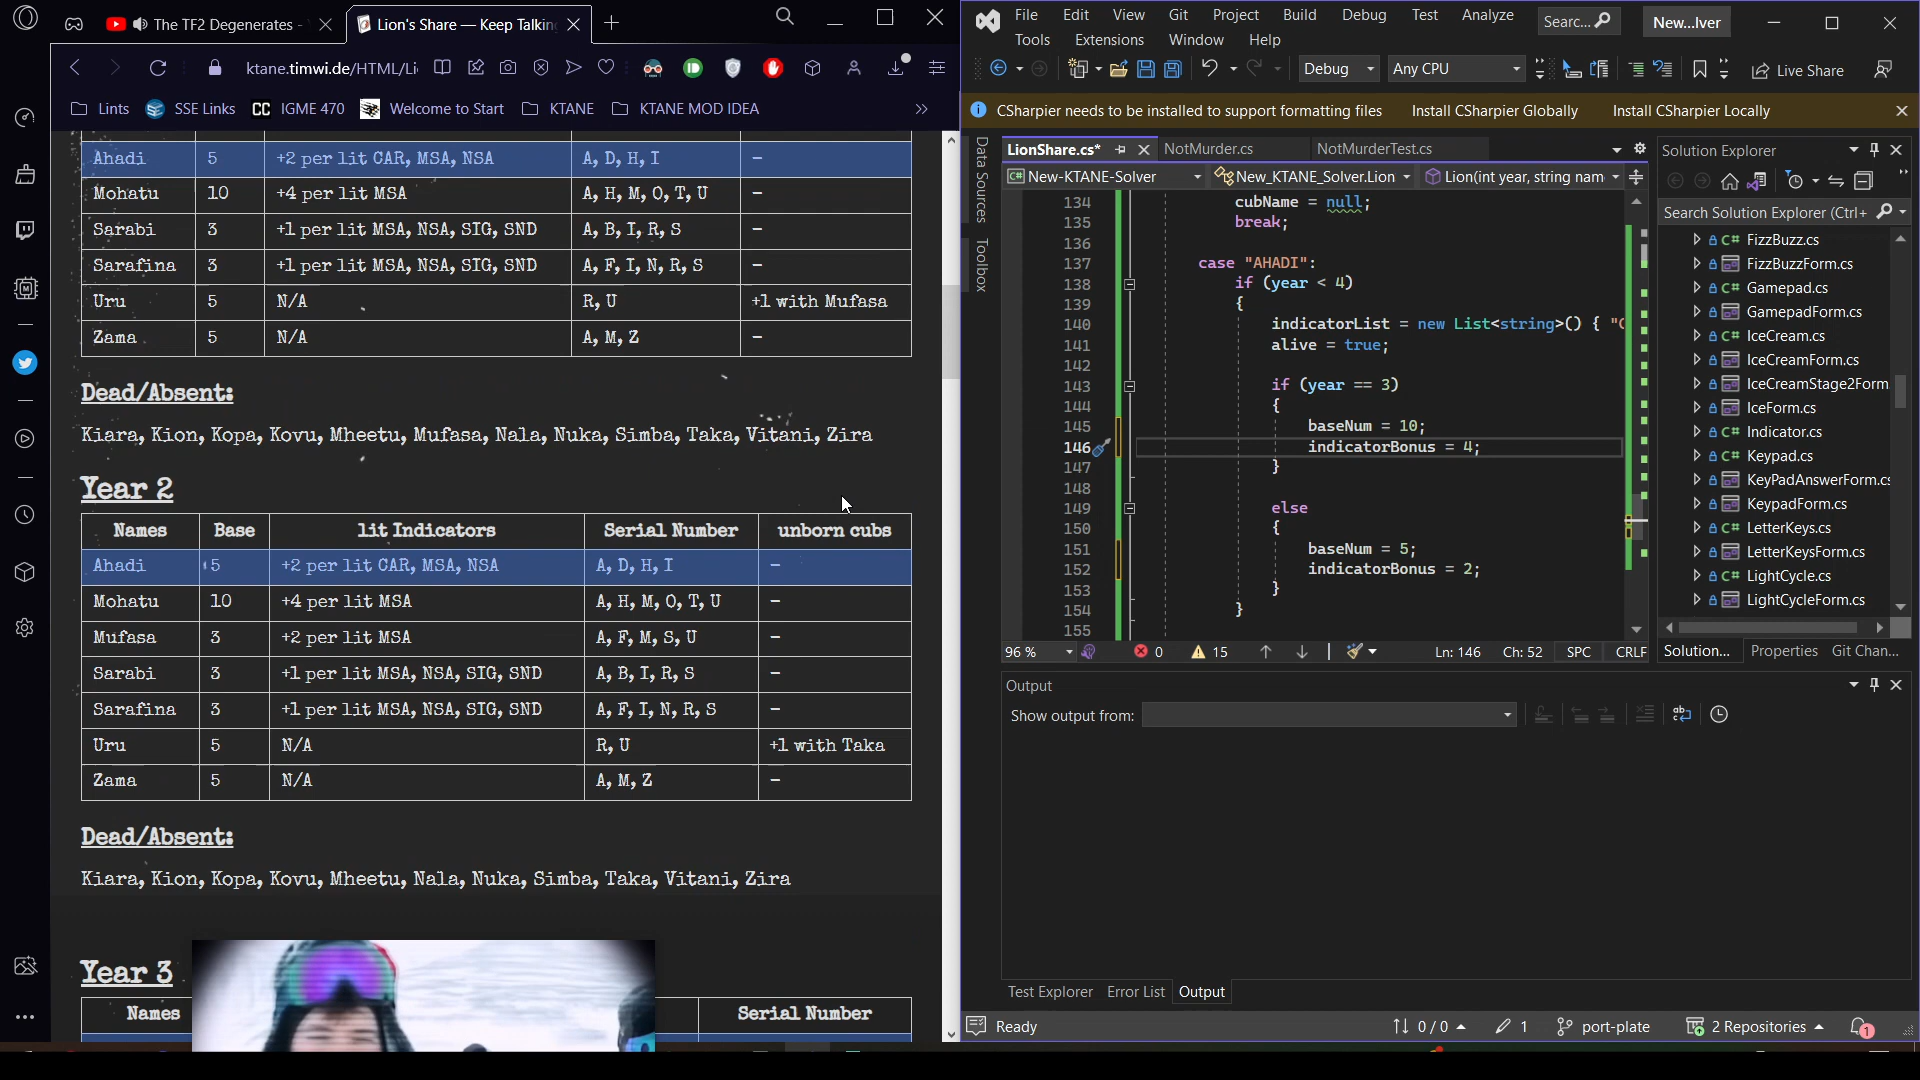 The TF2 Degenerates -
Lion's Share — Keep Talkin
ktane.timwi.de/HTML/Li
Lints
SSE Links
CC
IGME 470
Welcome to Start
KTANE
KTANE MOD IDEA
»
Ahadi 5 +2 per lit CAR, MSA, NSA A, D, H, I –
Mohatu 10 +4 per lit MSA A, H, M, O, T, U –
Sarabi 3 +1 per lit MSA, NSA, SIG, SND A, B, I, R, S –
Sarafina 3 +1 per lit MSA, NSA, SIG, SND A, F, I, N, R, S –
Uru 5 N/A R, U +1 with Mufasa
Zama 5 N/A A, M, Z –
Dead/Absent:
Kiara, Kion, Kopa, Kovu, Mheetu, Mufasa, Nala, Nuka, Simba, Taka, Vitani, Zira
Year 2
Names Base lit Indicators Serial Number unborn cubs
Ahadi 5 +2 per lit CAR, MSA, NSA A, D, H, I –
Mohatu 10 +4 per lit MSA A, H, M, O, T, U –
Mufasa 3 +2 per lit MSA A, F, M, S, U –
Sarabi 3 +1 per lit MSA, NSA, SIG, SND A, B, I, R, S –
Sarafina 3 +1 per lit MSA, NSA, SIG, SND A, F, I, N, R, S –
Uru 5 N/A R, U +1 with Taka
Zama 5 N/A A, M, Z –
Dead/Absent:
Kiara, Kion, Kopa, Kovu, Mheetu, Nala, Nuka, Simba, Taka, Vitani, Zira
Year 3
Names Serial Number
File Edit View Git Project Build Debug Test Analyze
Tools Extensions Window Help
Searc...
New...lver
Debug
Any CPU
Live Share
CSharpier needs to be installed to support formatting files Install CSharpier Globally Install CSharpier Locally
Data Sources
Toolbox
LionShare.cs*
NotMurder.cs
NotMurderTest.cs
New-KTANE-Solver
New_KTANE_Solver.Lion
Lion(int year, string nam
134 cubName = null;
135 break;
136
137 case "AHADI":
138 if (year < 4)
139 {
140 indicatorList = new List<string>() { "C
141 alive = true;
142
143 if (year == 3)
144 {
145 baseNum = 10;
146 indicatorBonus = 4;
147 }
148
149 else
150 {
151 baseNum = 5;
152 indicatorBonus = 2;
153 }
154 }
155
96 %
0
15
Ln: 146
Ch: 52
SPC
CRLF
Solution Explorer
Search Solution Explorer (Ctrl+
C# FizzBuzz.cs
FizzBuzzForm.cs
C# Gamepad.cs
GamepadForm.cs
C# IceCream.cs
IceCreamForm.cs
IceCreamStage2Form
IceForm.cs
C# Indicator.cs
C# Keypad.cs
KeyPadAnswerForm.cs
KeypadForm.cs
C# LetterKeys.cs
LetterKeysForm.cs
C# LightCycle.cs
LightCycleForm.cs
Solution...
Properties
Git Chan...
Output
Show output from:
Test Explorer
Error List
Output
Ready
0 / 0
1
port-plate
2 Repositories
1